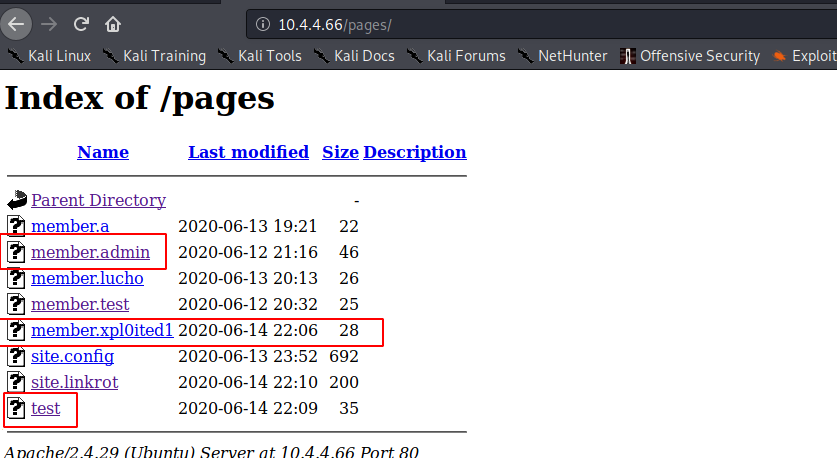 10.4.4.66/pages/
Kali Linux Kali Training Kali Tools Kali Docs Kali Forums NetHunter Offensive Security Exploit
Index of /pages
Name Last modified Size Description
Parent Directory -
member.a 2020-06-13 19:21 22
member.admin 2020-06-12 21:16 46
member.lucho 2020-06-13 20:13 26
member.test 2020-06-12 20:32 25
member.xpl0ited1 2020-06-14 22:06 28
site.config 2020-06-13 23:52 692
site.linkrot 2020-06-14 22:10 200
test 2020-06-14 22:09 35
Apache/2.4.29 (Ubuntu) Server at 10.4.4.66 Port 80